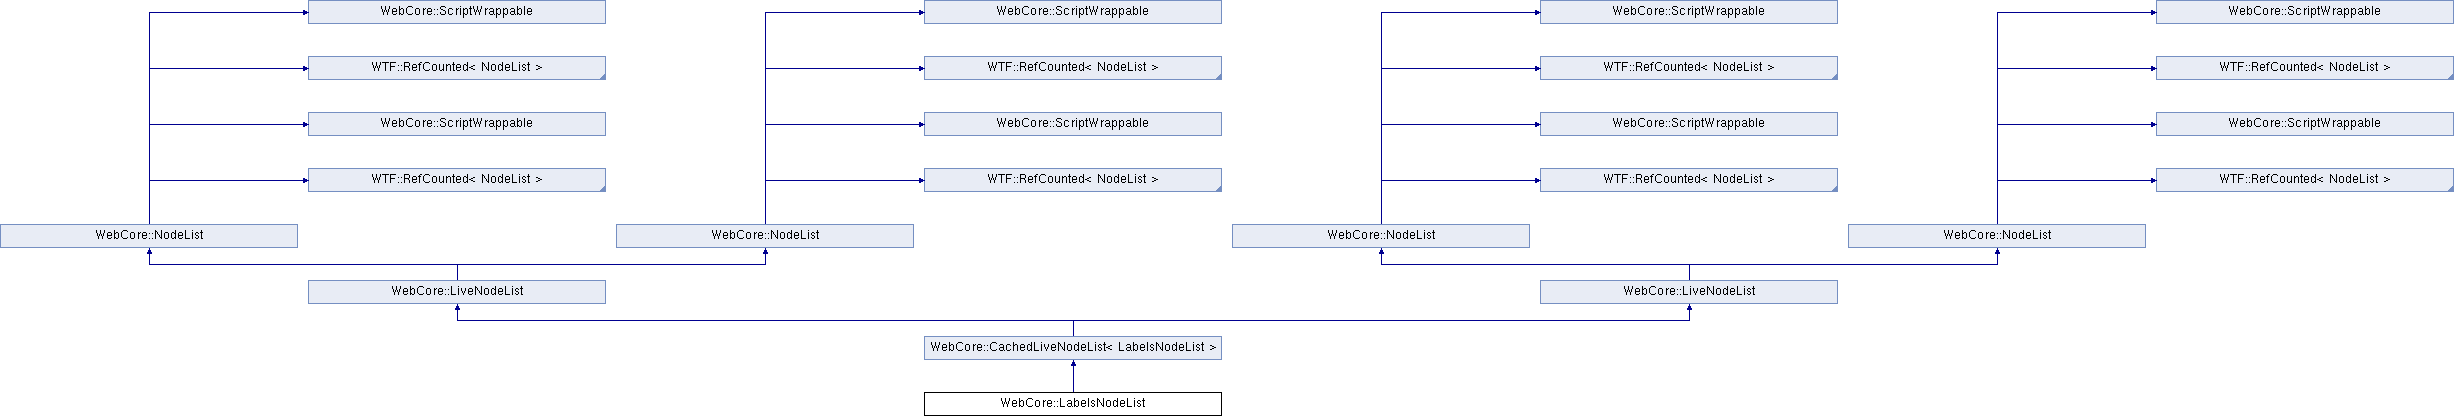 WebCore::ScriptWrappable
WebCore::ScriptWrappable
WebCore::ScriptWrappable
WebCore::ScriptWrappable
WTF::RefCounted< NodeList >
WTF::RefCounted< NodeList >
WTF::RefCounted< NodeList >
WTF::RefCounted< NodeList >
WebCore::ScriptWrappable
WebCore::ScriptWrappable
WebCore::ScriptWrappable
WebCore::ScriptWrappable
WTF::RefCounted< NodeList >
WTF::RefCounted< NodeList >
WTF::RefCounted< NodeList >
WTF::RefCounted< NodeList >
WebCore::NodeList
WebCore::NodeList
WebCore::NodeList
WebCore::NodeList
WebCore::LiveNodeList
WebCore::LiveNodeList
WebCore::CachedLiveNodeList< LabelsNodeList >
WebCore::LabelsNodeList